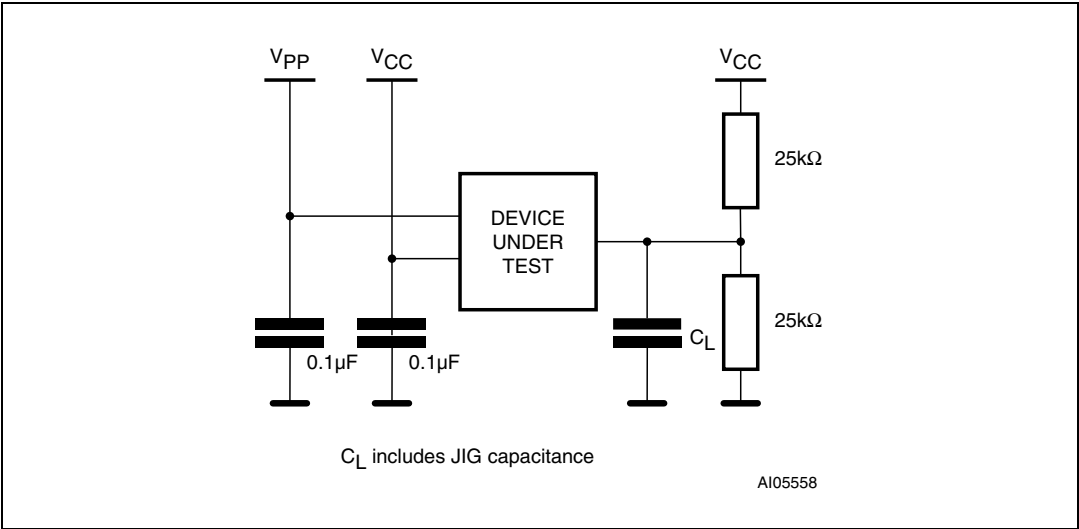 VPP
VCC
VCC
25kΩ
DEVICE
UNDER
TEST
25kΩ
CL
0.1µF
0.1µF
CL includes JIG capacitance
AI05558